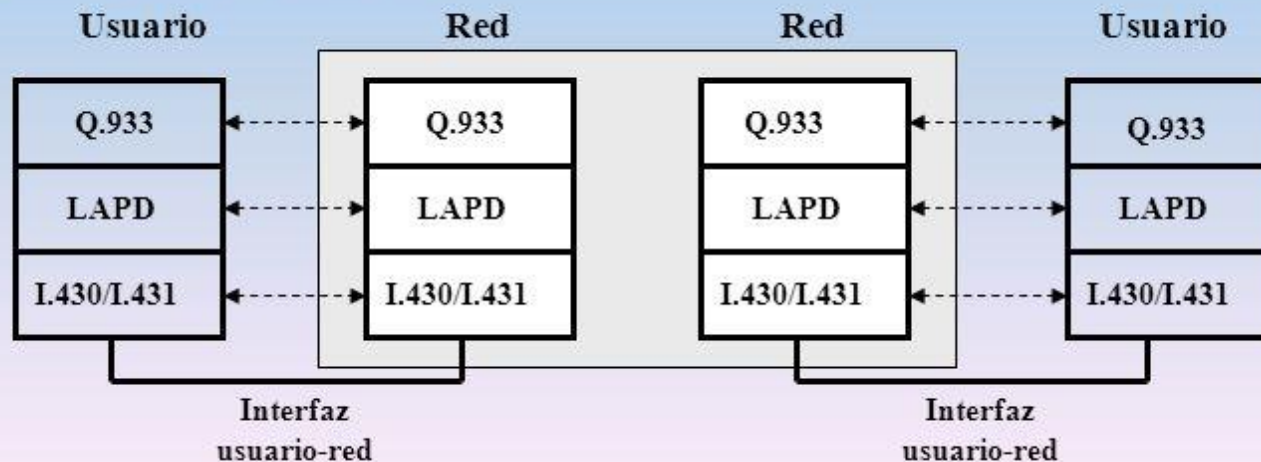 Usuario Red Red Usuario
Q.933 Q.933 Q.933 Q.933
LAPD LAPD LAPD LAPD
I.430/I.431 I.430/I.431 I.430/I.431 I.430/I.431
Interfaz Interfaz
usuario-red usuario-red